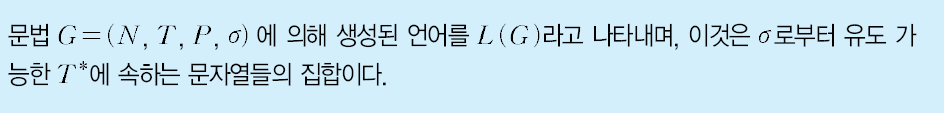 문법 G=(N, T, P, σ)에 의해 생성된 언어를 L(G)라고 나타내며, 이것은 σ로부터 유도 가
능한 T*에 속하는 문자열들의 집합이다.